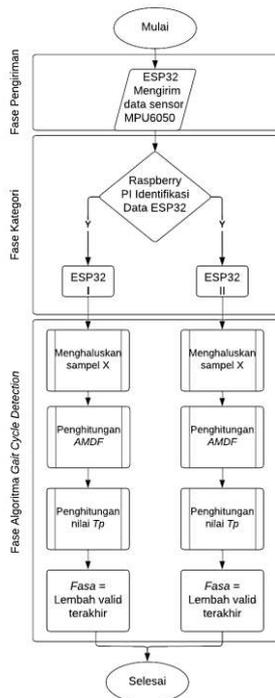 Mulai
Fase Pengiriman
ESP32
Mengirim
data sensor
MPU6050
Fase Kategori
Raspberry
PI Identifikasi
Data ESP32
Y
Y
ESP32
I
ESP32
II
Fase Algoritma Gait Cycle Detection
Menghaluskan
sampel X
Menghaluskan
sampel X
Penghitungan
AMDF
Penghitungan
AMDF
Penghitungan
nilai Tp
Penghitungan
nilai Tp
Fasa =
Lembah valid
terakhir
Fasa =
Lembah valid
terakhir
Selesai